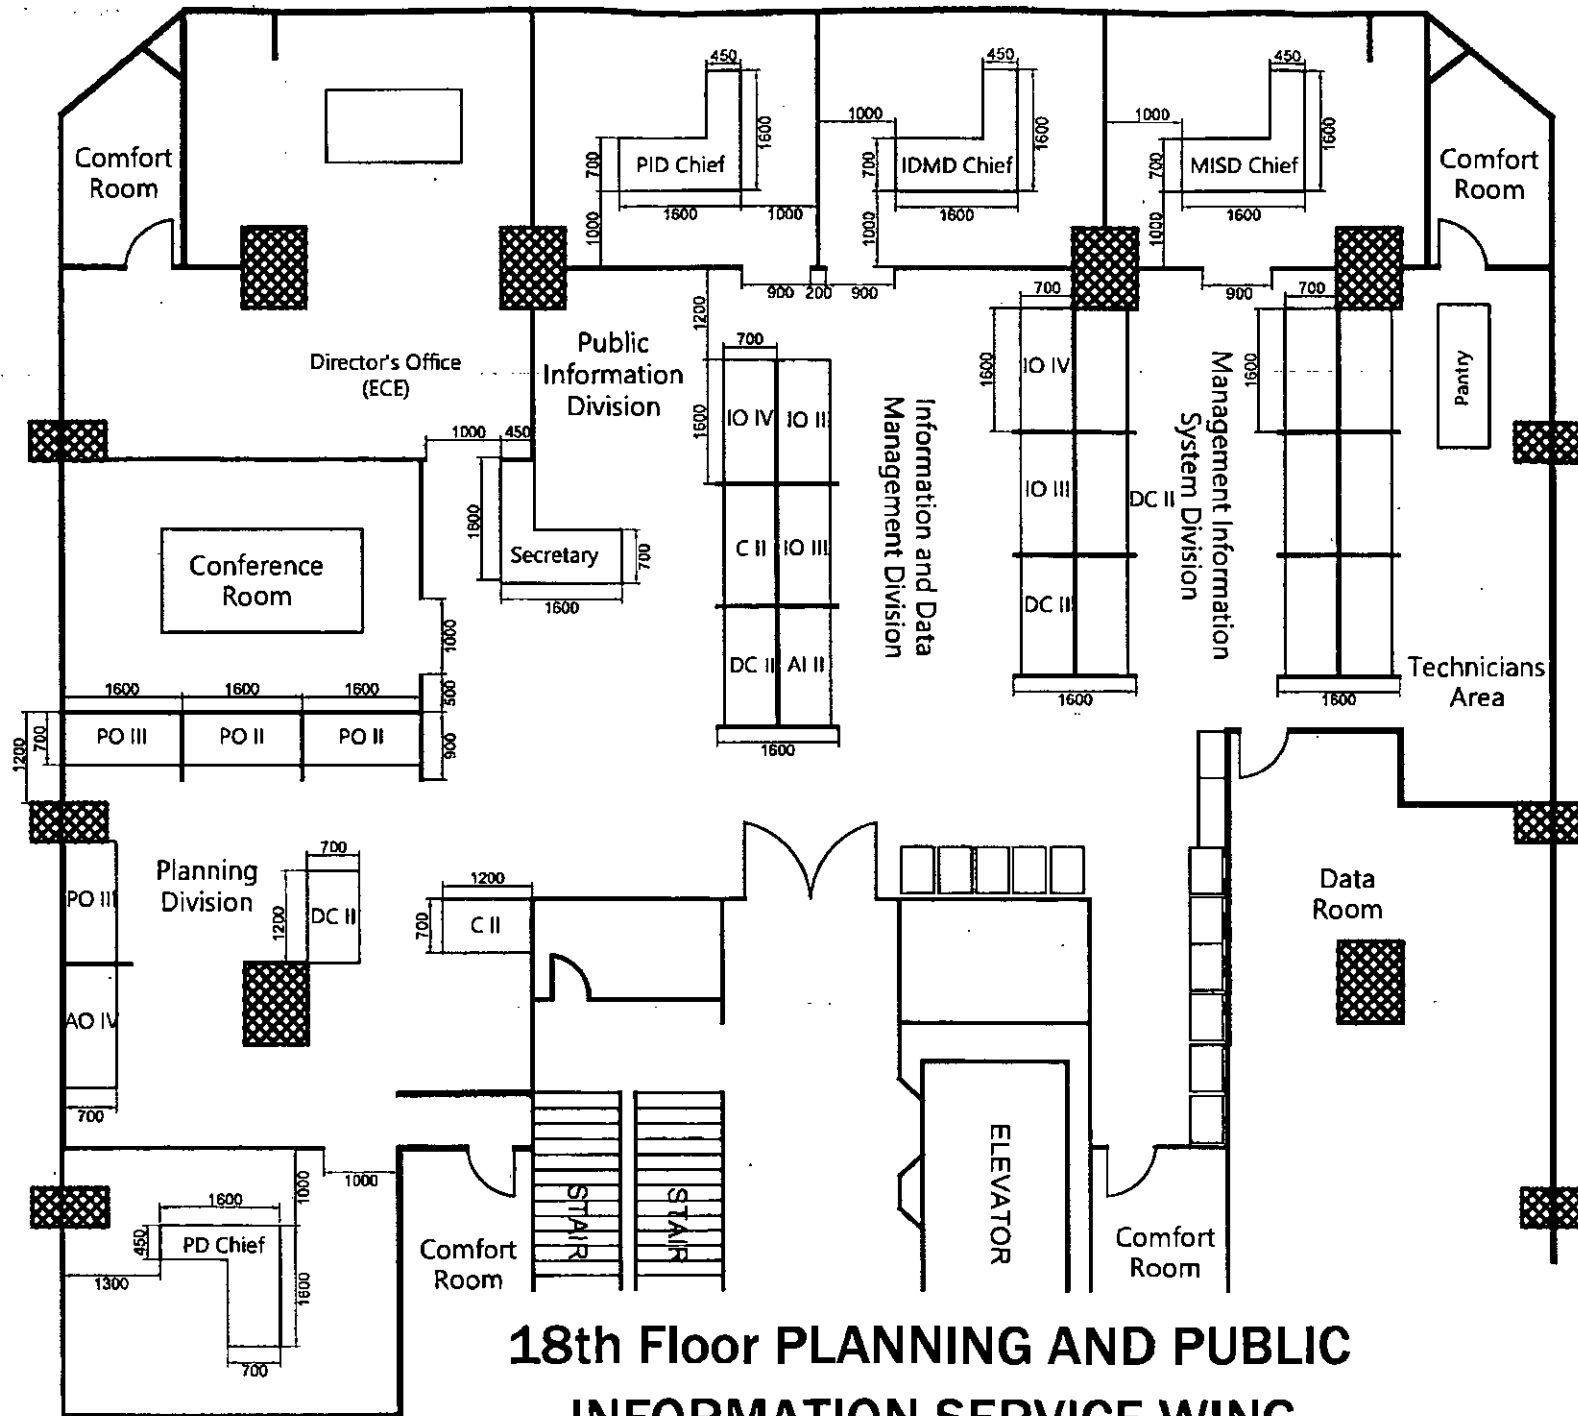 450
450
450
1600
1600
1600
1000
1000
Comfort
Room
700
PID Chief
700
IDMD Chief
700
MISD Chief
Comfort
Room
1600
1000
1600
1600
1000
1000
1000
900
200
900
900
700
700
1200
Public
Information
Division
700
Director's Office
(ECE)
1600
IO IV
IO II
Information and Data
Management Division
1600
IO IV
Management Information
System Division
1600
Pantry
1000
450
1600
C II
IO III
IO III
DC II
Conference
Room
Secretary
700
1600
DC II
AI II
DC II
1000
500
1600
1600
1600
1600
1600
1600
Technicians
Area
1200
700
PO III
PO II
PO II
900
Planning
Division
700
1200
DC II
PO III
AO IV
700
1200
700
C II
Data
Room
1000
1000
1600
450
PD Chief
1300
1600
700
Comfort
Room
STAIR
STAIR
ELEVATOR
Comfort
Room
18th Floor PLANNING AND PUBLIC
INFORMATION SERVICE WING